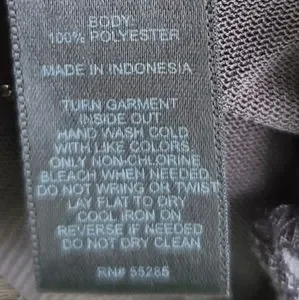 BODY:
100% POLYESTER
MADE IN INDONESIA
TURN GARMENT
INSIDE OUT
HAND WASH COLD
WITH LIKE COLORS
ONLY NON-CHLORINE
BLEACH WHEN NEEDED
DO NOT WRING OR TWIST
LAY FLAT TO DRY
COOL IRON ON
REVERSE IF NEEDED
DO NOT DRY CLEAN
RN# 55285